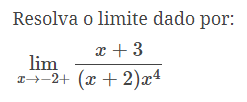 Resolva o limite dado por:
lim x→−2+ x + 3 / (x + 2)x⁴